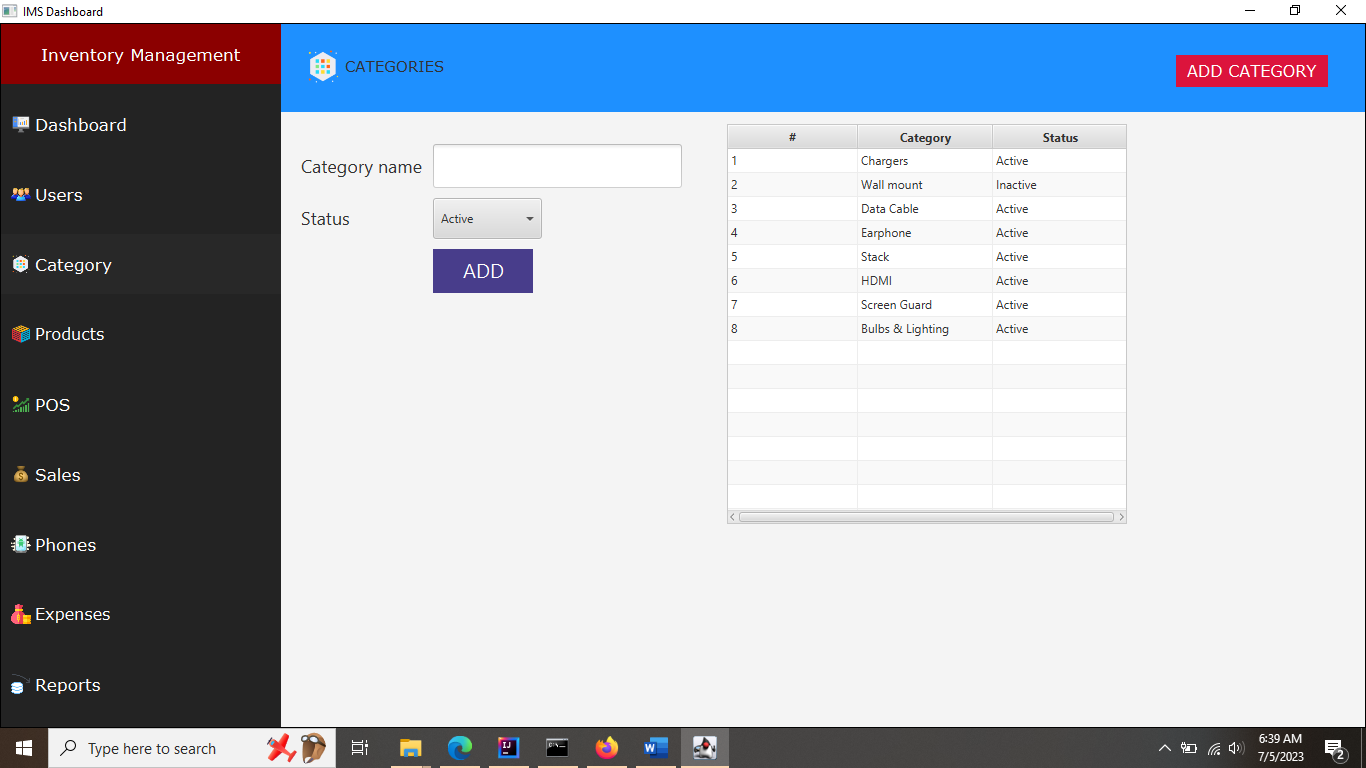 IMS Dashboard
Inventory Management
Dashboard
Users
Category
Products
POS
Sales
Phones
Expenses
Reports
CATEGORIES
ADD CATEGORY
Category name
Status
Active
ADD
# Category Status
1 Chargers Active
2 Wall mount Inactive
3 Data Cable Active
4 Earphone Active
5 Stack Active
6 HDMI Active
7 Screen Guard Active
8 Bulbs & Lighting Active
Type here to search
6:39 AM
7/5/2023
2